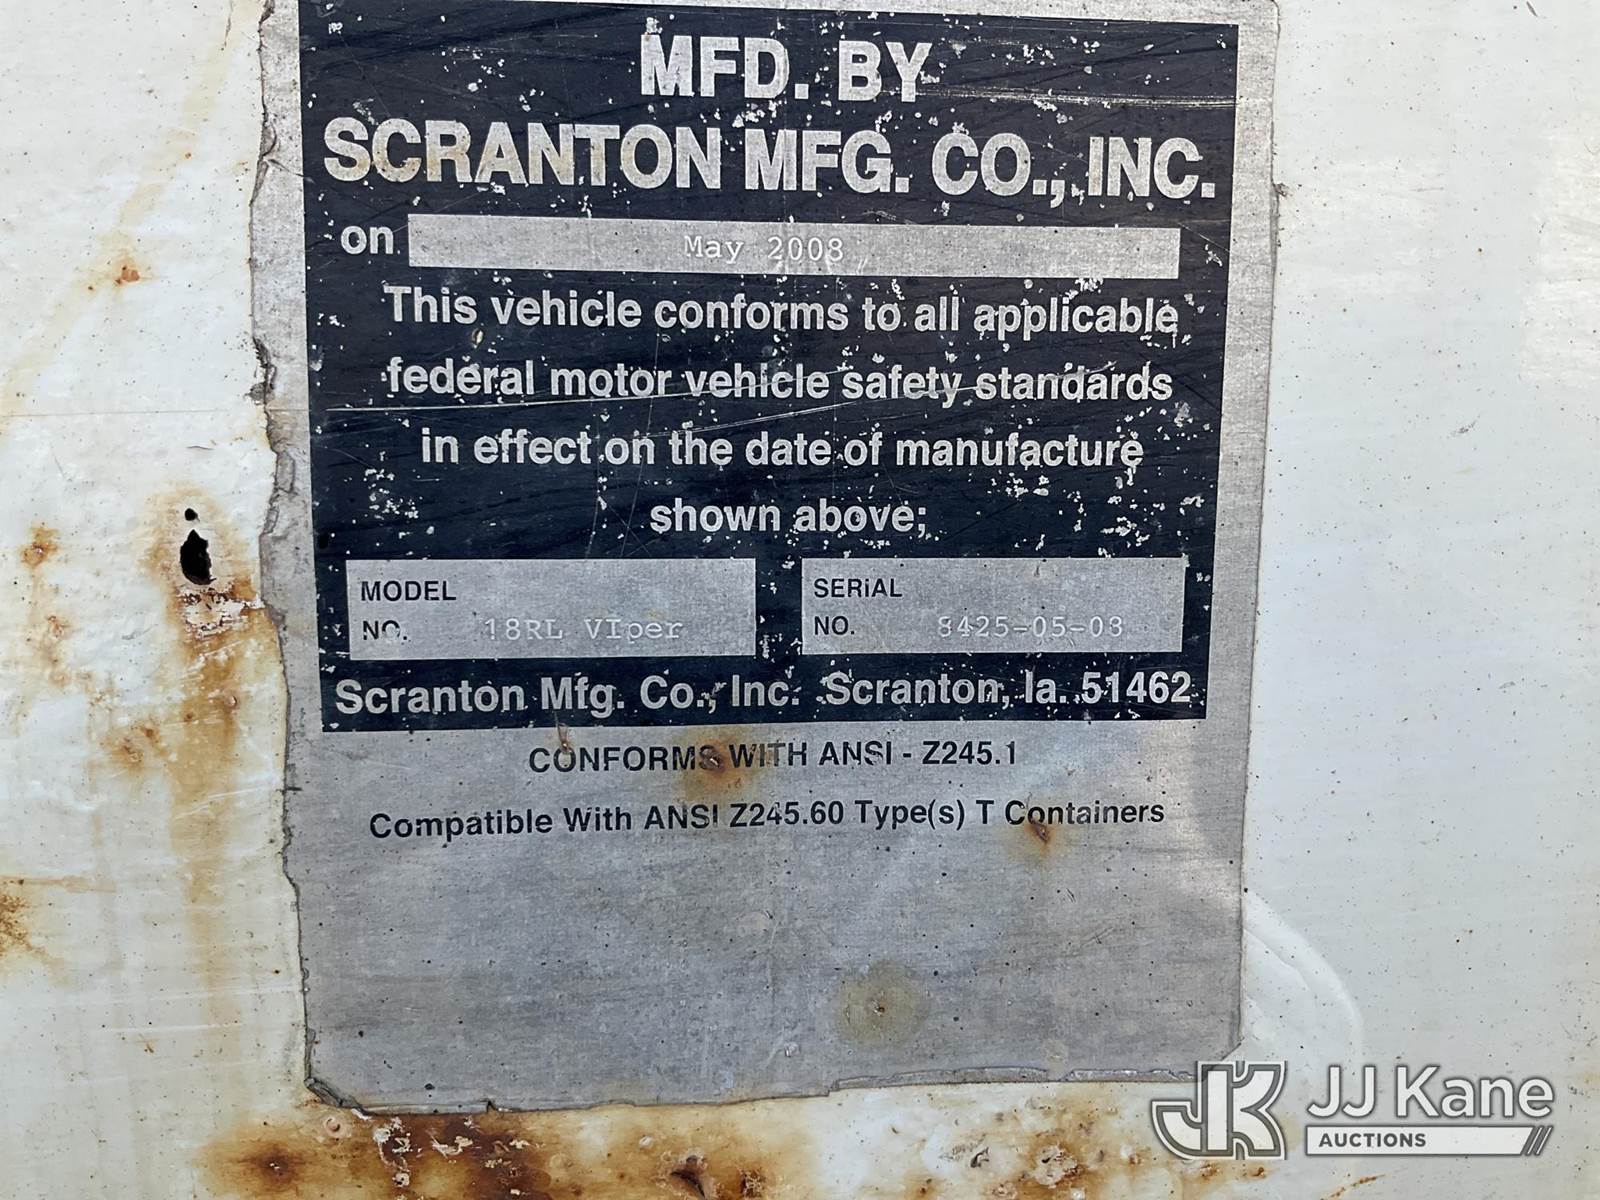 MFD. BY
SCRANTON MFG. CO., INC.
on May 2008
This vehicle conforms to all applicable
federal motor vehicle safety standards
in effect on the date of manufacture
shown above;
MODEL
NO. 18RL VIper
SERIAL
NO. 8425-05-08
Scranton Mfg. Co., Inc. Scranton, Ia. 51462
CONFORMS WITH ANSI - Z245.1
Compatible With ANSI Z245.60 Type(s) T Containers
JK JJ Kane
AUCTIONS